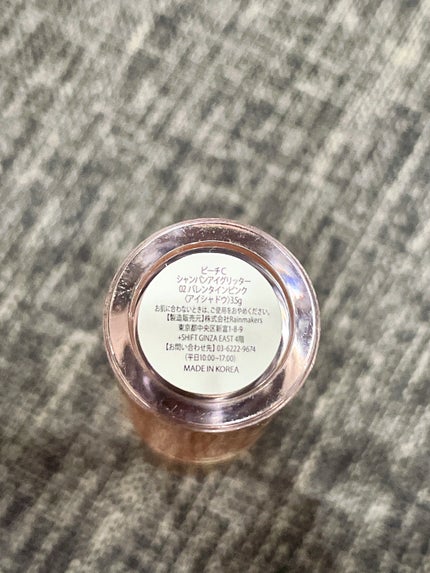 ピーチC
シャンパンアイグリッター
02 バレンタインピンク
〈アイシャドウ〉3.5g
お肌に合わないときは、ご使用をおやめください。
【製造販売元】株式会社Rainmakers
東京都中央区新富1-8-9
+SHIFT GINZA EAST 4階
【お問い合わせ先】03-6222-9674
(平日10:00~17:00)
MADE IN KOREA